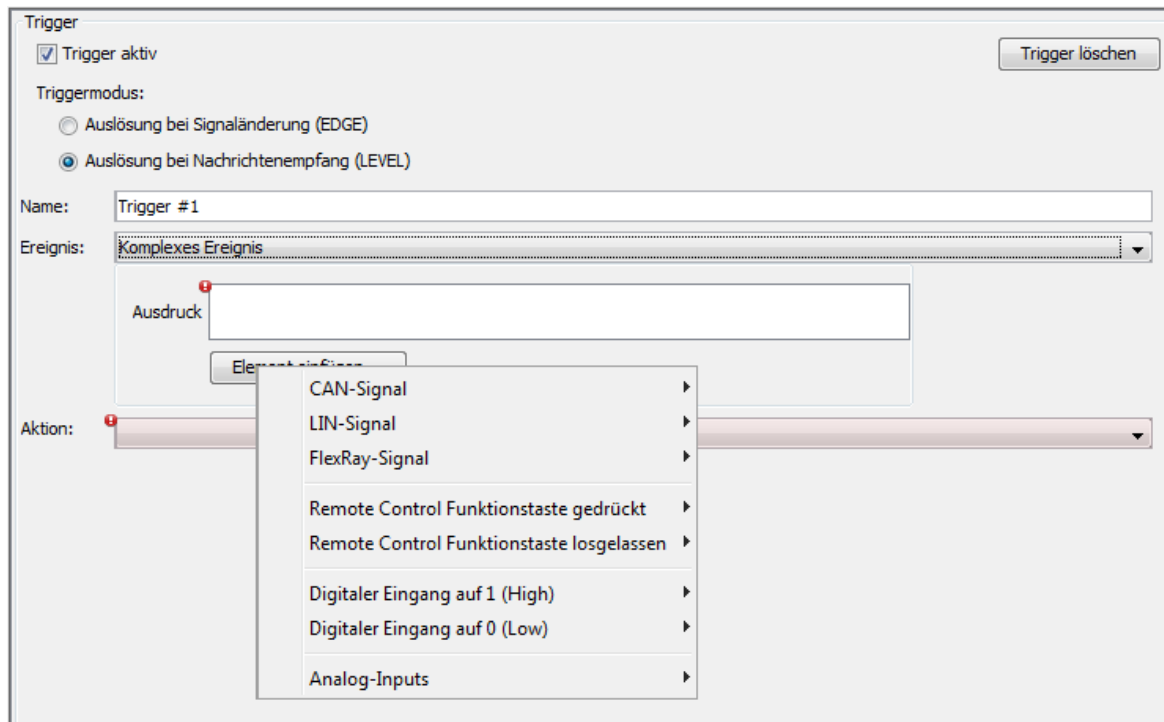 Trigger
Trigger aktiv
Trigger löschen
Triggermodus:
Auslösung bei Signaländerung (EDGE)
Auslösung bei Nachrichtenempfang (LEVEL)
Name: Trigger #1
Ereignis: Komplexes Ereignis
Ausdruck
Element einfügen...
CAN-Signal
LIN-Signal
FlexRay-Signal
Remote Control Funktionstaste gedrückt
Remote Control Funktionstaste losgelassen
Digitaler Eingang auf 1 (High)
Digitaler Eingang auf 0 (Low)
Analog-Inputs
Aktion: